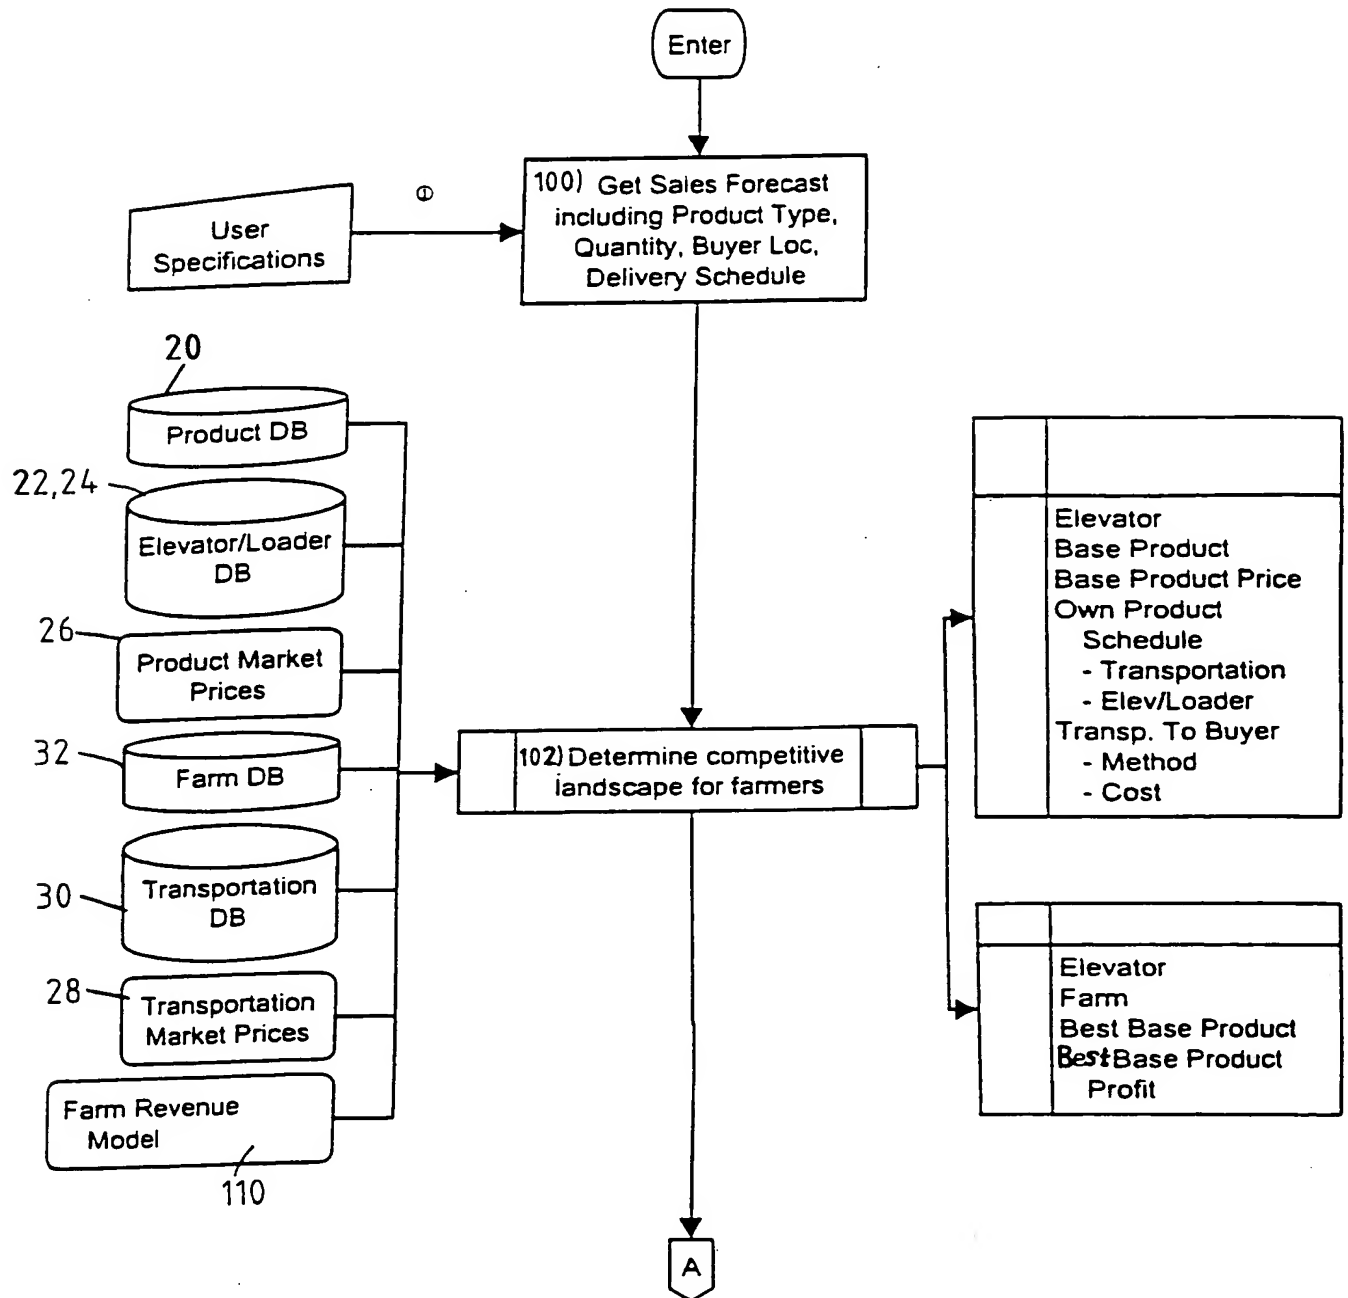 Enter
①
100) Get Sales Forecast
including Product Type,
Quantity, Buyer Loc,
Delivery Schedule
User
Specifications
20
Product DB
22,24
Elevator/Loader
DB
26
Product Market
Prices
32
Farm DB
30
Transportation
DB
28
Transportation
Market Prices
Farm Revenue
Model
110
102) Determine competitive
landscape for farmers
Elevator
Base Product
Base Product Price
Own Product
Schedule
- Transportation
- Elev/Loader
Transp. To Buyer
- Method
- Cost
Elevator
Farm
Best Base Product
Best Base Product
Profit
A